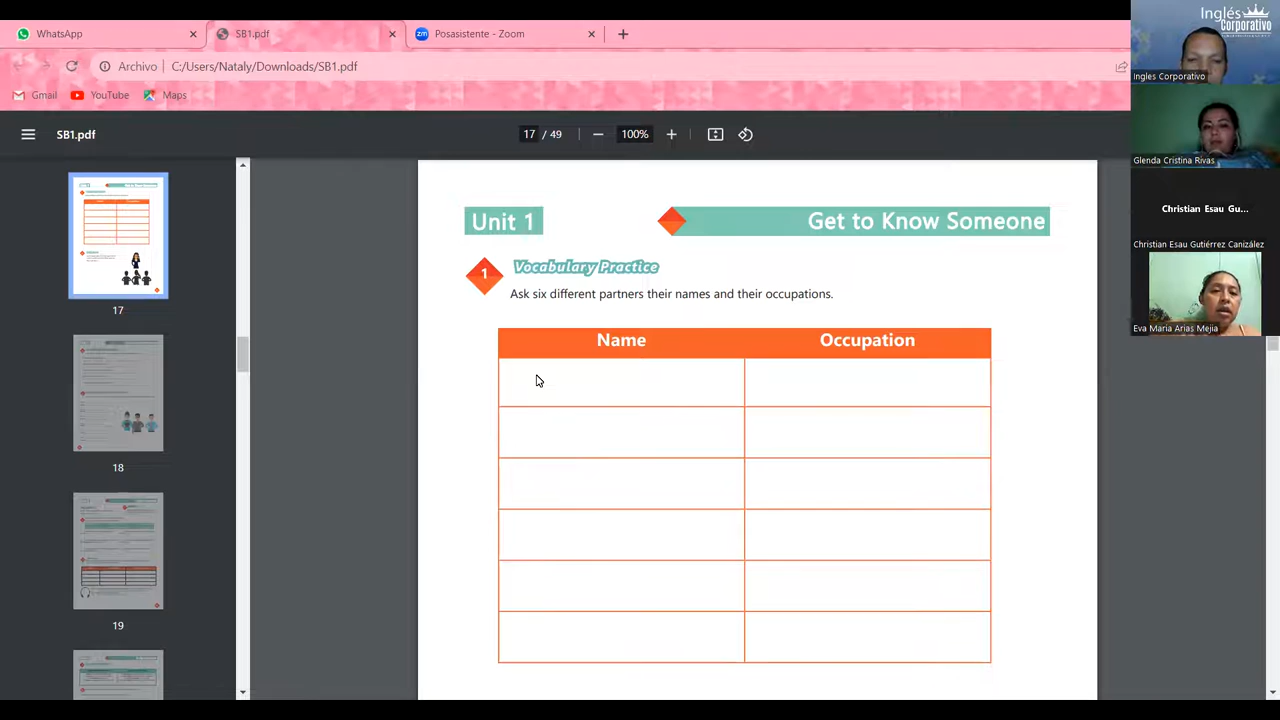 WhatsApp
SB1.pdf
Posasistente - Zoom
Archivo
C:/Users/Nataly/Downloads/SB1.pdf
Gmail
YouTube
Maps
SB1.pdf
17 / 49
100%
17
18
19
Unit 1
Get to Know Someone
1
Vocabulary Practice
Ask six different partners their names and their occupations.
Name
Occupation
Inglés
Corporativo
Ingles Corporativo
Glenda Cristina Rivas
Christian Esau Gu...
Christian Esau Gutiérrez Canizález
Eva Maria Arias Mejia